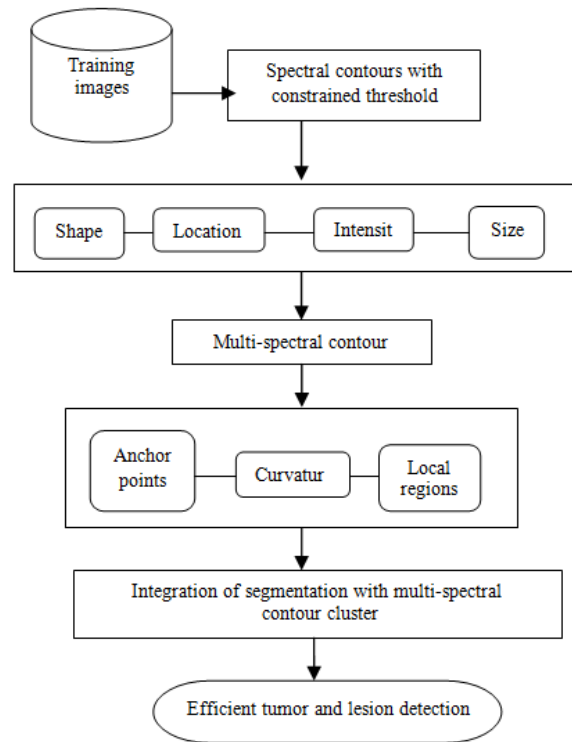 Training
images
Spectral contours with
constrained threshold
Shape
Location
Intensit
Size
Multi-spectral contour
Anchor
points
Curvatur
Local
regions
Integration of segmentation with multi-spectral
contour cluster
Efficient tumor and lesion detection